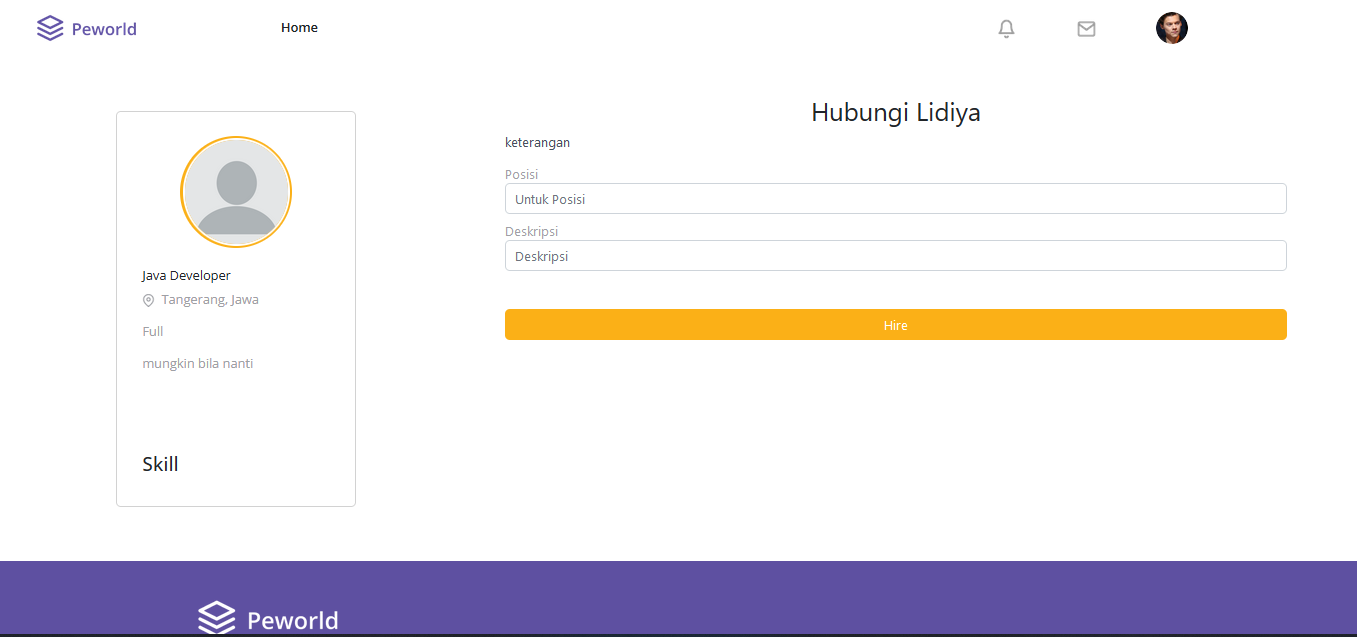 Peworld
Home
Hubungi Lidiya
keterangan
Posisi
Untuk Posisi
Deskripsi
Deskripsi
Hire
Java Developer
Tangerang, Jawa
Full
mungkin bila nanti
Skill
Peworld